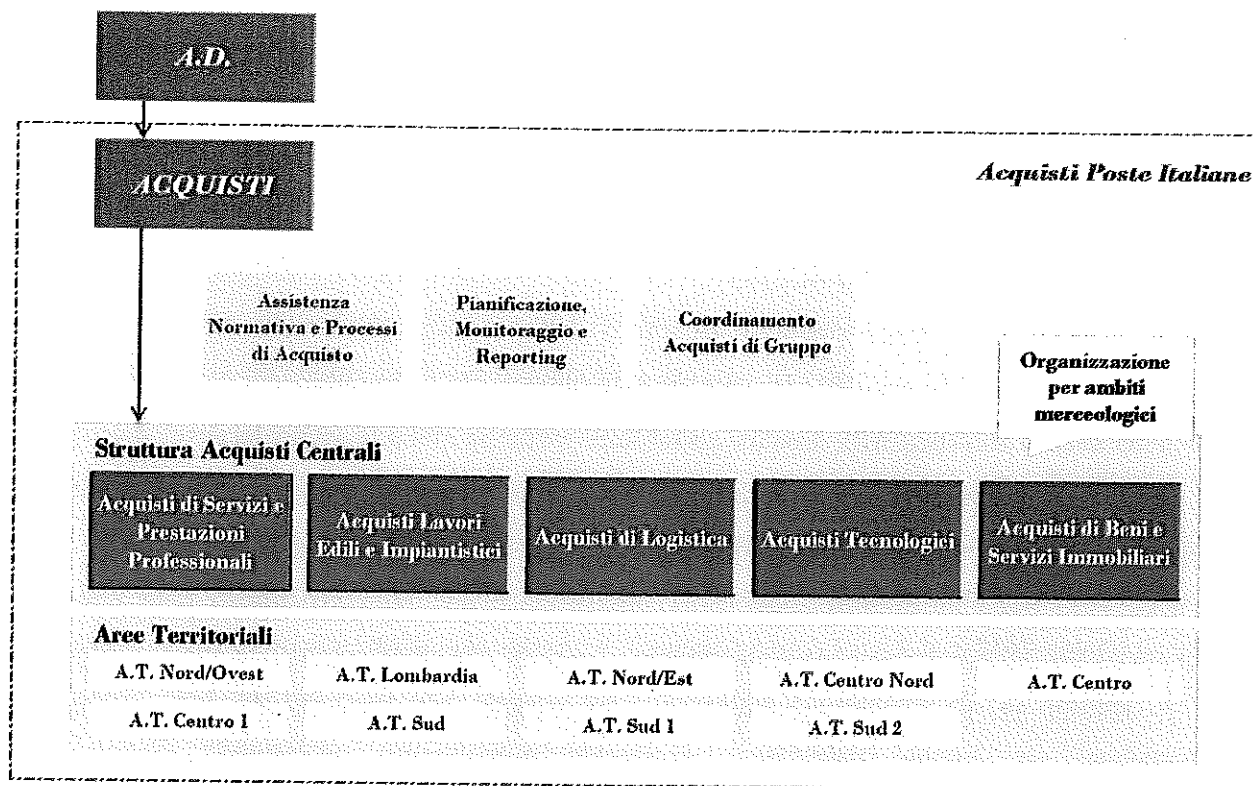 A.D.
ACQUISTI
Acquisti Poste Italiane
Assistenza
Normativa e Processi
di Acquisto
Pianificazione,
Monitoraggio e
Reporting
Coordinamento
Acquisti di Gruppo
Organizzazione
per ambiti
merceologici
Struttura Acquisti Centrali
Acquisti di Servizi e
Prestazioni
Professionali
Acquisti Lavori
Edili e Impiantistici
Acquisti di Logistica
Acquisti Tecnologici
Acquisti di Beni e
Servizi Immobiliari
Aree Territoriali
A.T. Nord/Ovest
A.T. Lombardia
A.T. Nord/Est
A.T. Centro Nord
A.T. Centro
A.T. Centro 1
A.T. Sud
A.T. Sud 1
A.T. Sud 2